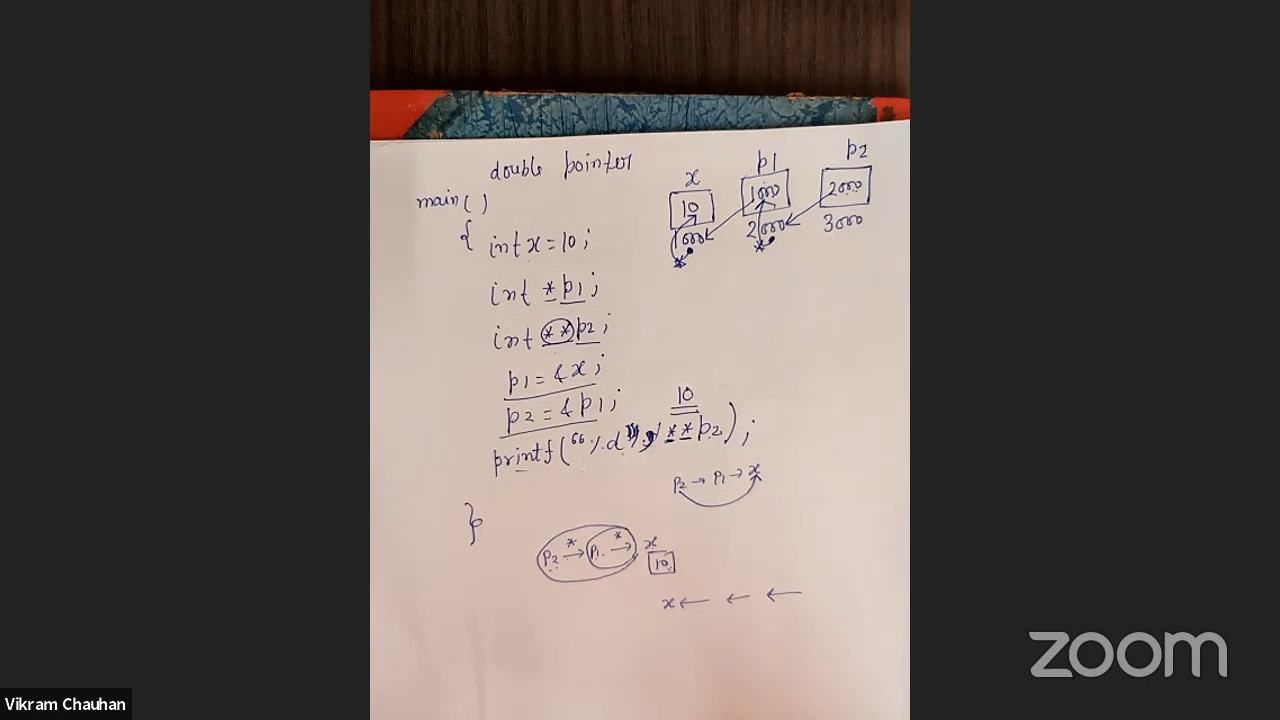 double pointer
main()
{
int x = 10;
int *p1;
int **p2;
p1 = &x;
p2 = &p1;
10
printf("%d", **p2);
}
x p1 p2
10 1000 2000
1000 2000 3000
* *
p2 → p1 → x
* *
p2 → p1 → x
10
x ← ← ←
zoom
Vikram Chauhan